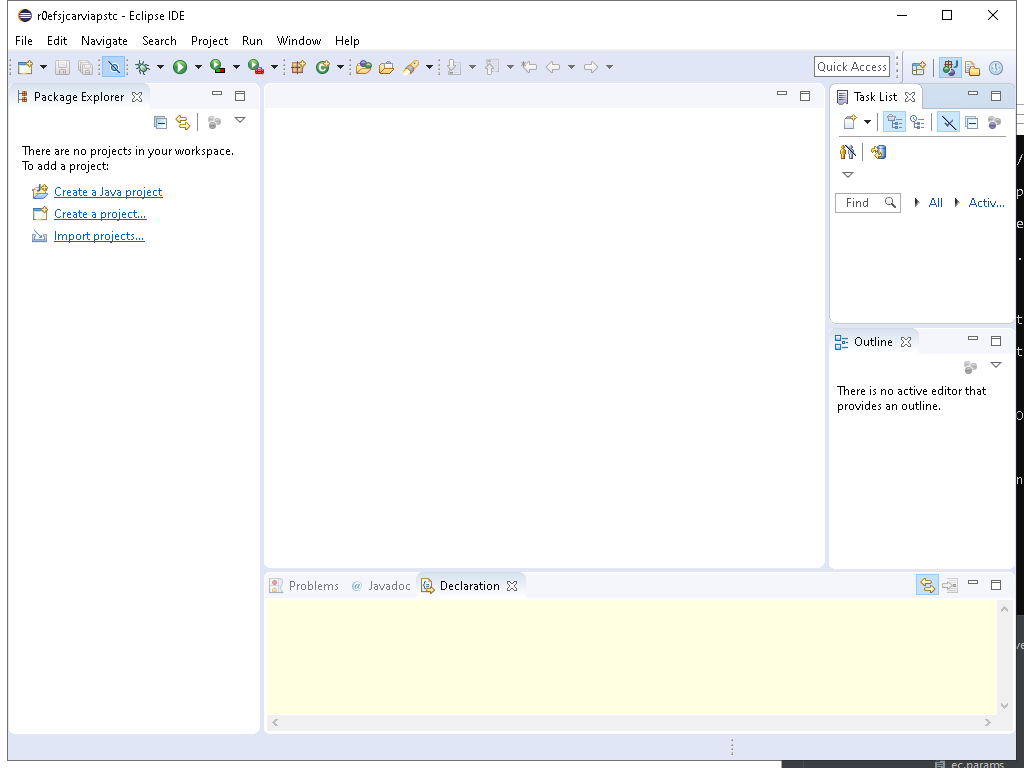 r0efsjcarviapstc - Eclipse IDE
File Edit Navigate Search Project Run Window Help
Quick Access
Package Explorer
There are no projects in your workspace.
To add a project:
Create a Java project
Create a project...
Import projects...
Task List
Find
All
Activ...
Outline
There is no active editor that
provides an outline.
Problems @ Javadoc Declaration
ec.params